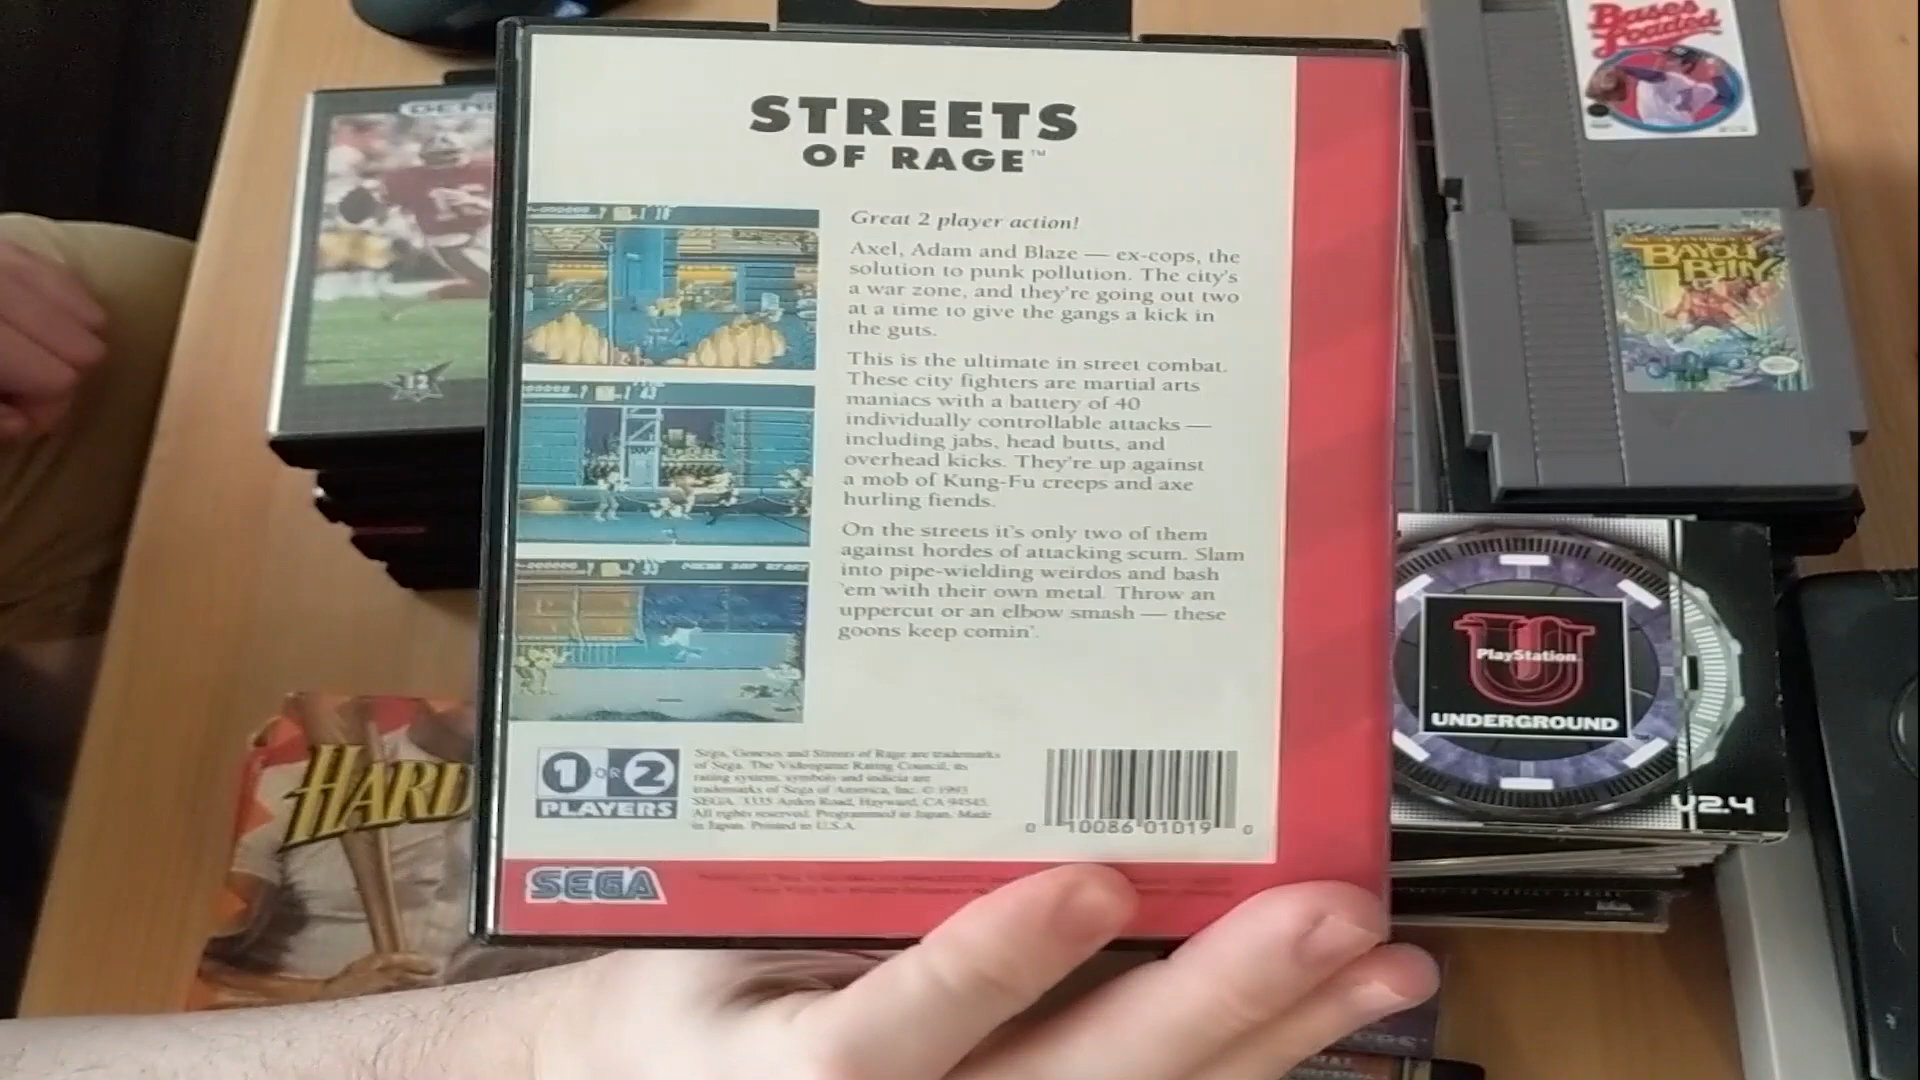 STREETS
OF RAGE™
Great 2 player action!
Axel, Adam and Blaze — ex-cops, the
solution to punk pollution. The city's
a war zone, and they're going out two
at a time to give the gangs a kick in
the guts.
This is the ultimate in street combat.
These city fighters are martial arts
maniacs with a battery of 40
individually controllable attacks —
including jabs, head butts, and
overhead kicks. They're up against
a mob of Kung-Fu creeps and axe
hurling fiends.
On the streets it's only two of them
against hordes of attacking scum. Slam
into pipe-wielding weirdos and bash
'em with their own metal. Throw an
uppercut or an elbow smash — these
goons keep comin'.
1 OR 2
PLAYERS
Sega, Genesis and Streets of Rage are trademarks
of Sega. The Videogame Rating Council, its
rating system, symbols and indicia are
trademarks of Sega of America, Inc. © 1993
SEGA. 3335 Arden Road, Hayward, CA 94545.
All rights reserved. Programmed in Japan. Made
in Japan. Printed in U.S.A.
0 10086 01019 0
SEGA
GEN
12
HARD
Bases
Loaded
BAYOU
Billy
U
PlayStation
UNDERGROUND
V2.4